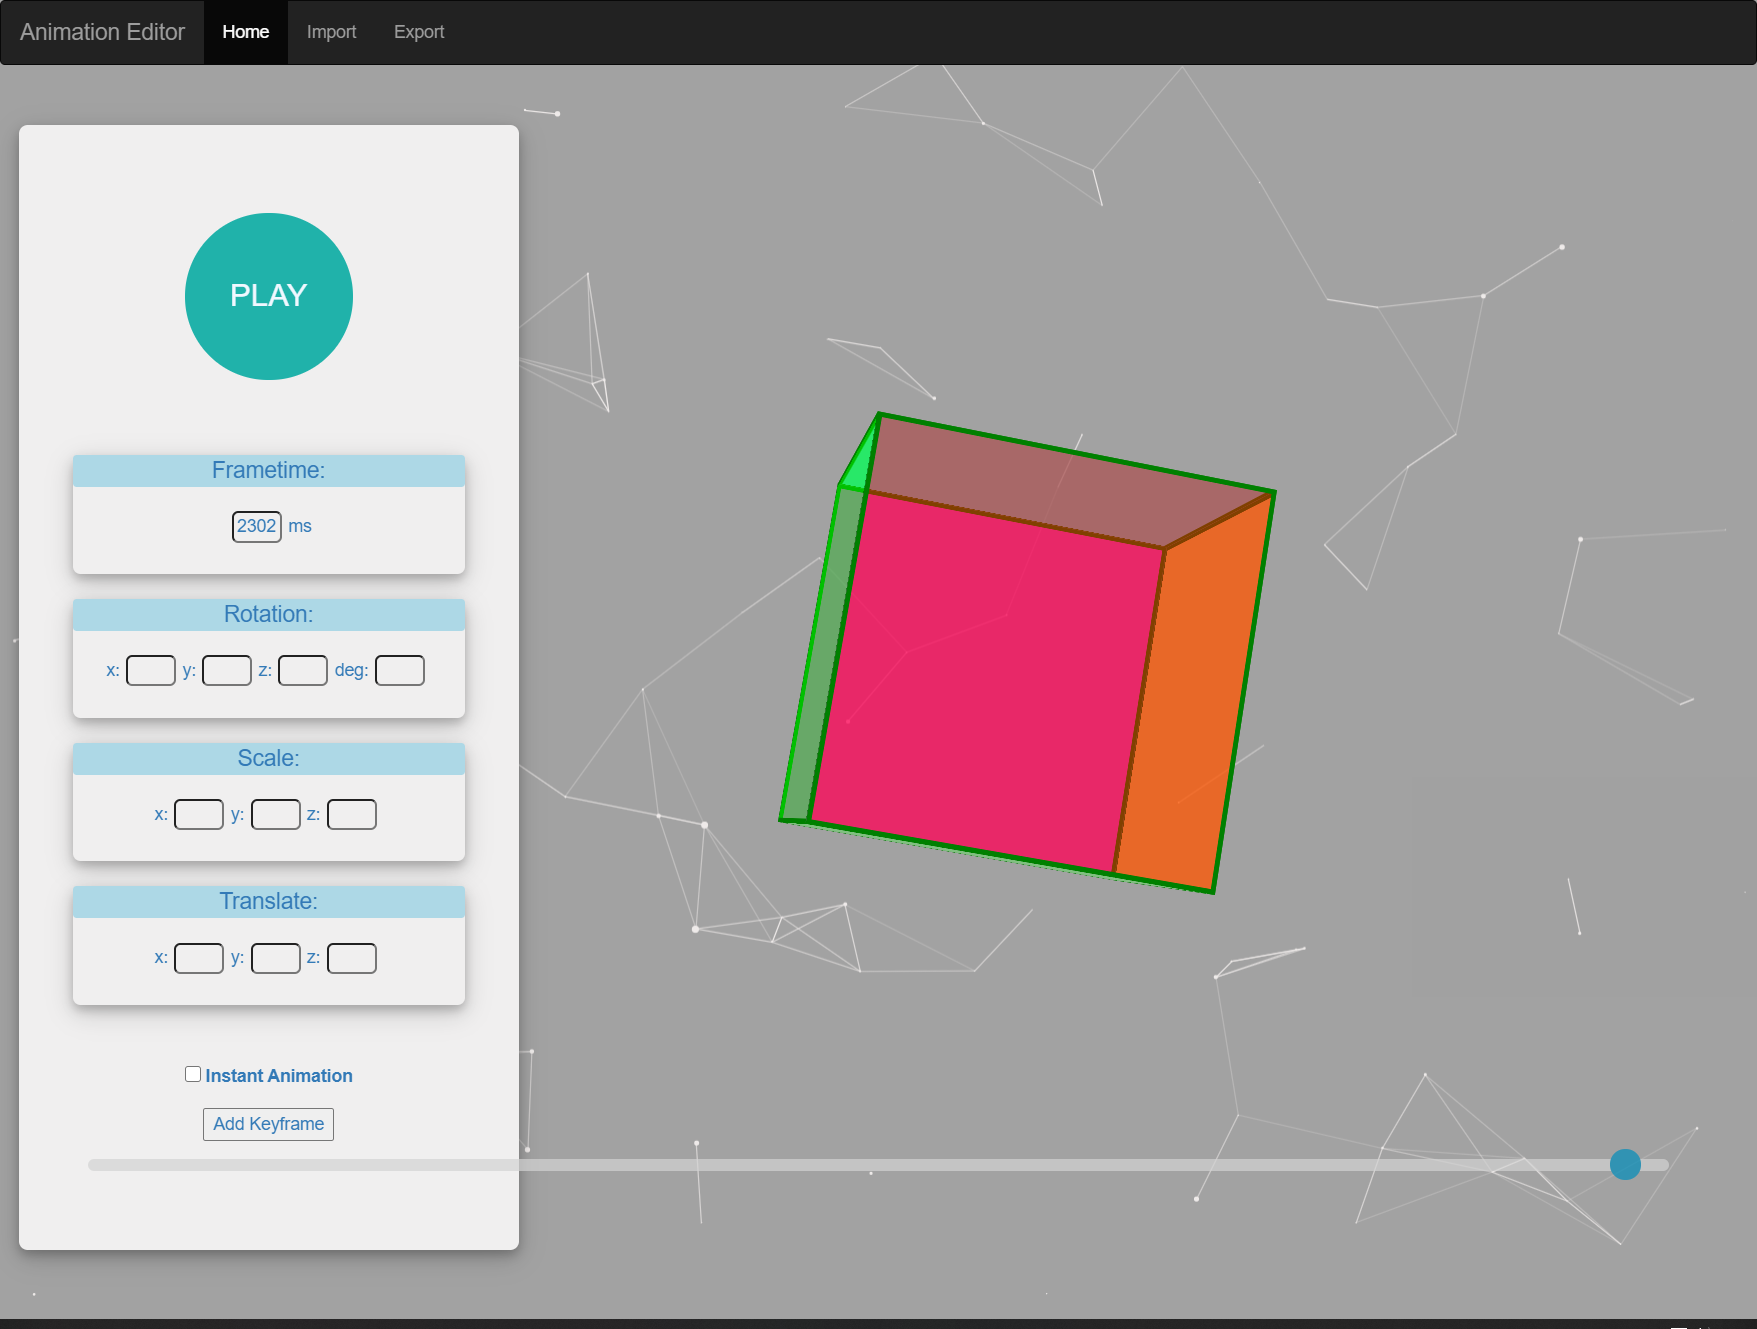 Animation Editor Home Import Export
PLAY
Frametime:
2302 ms
Rotation:
x: y: z: deg:
Scale:
x: y: z:
Translate:
x: y: z:
Instant Animation
Add Keyframe